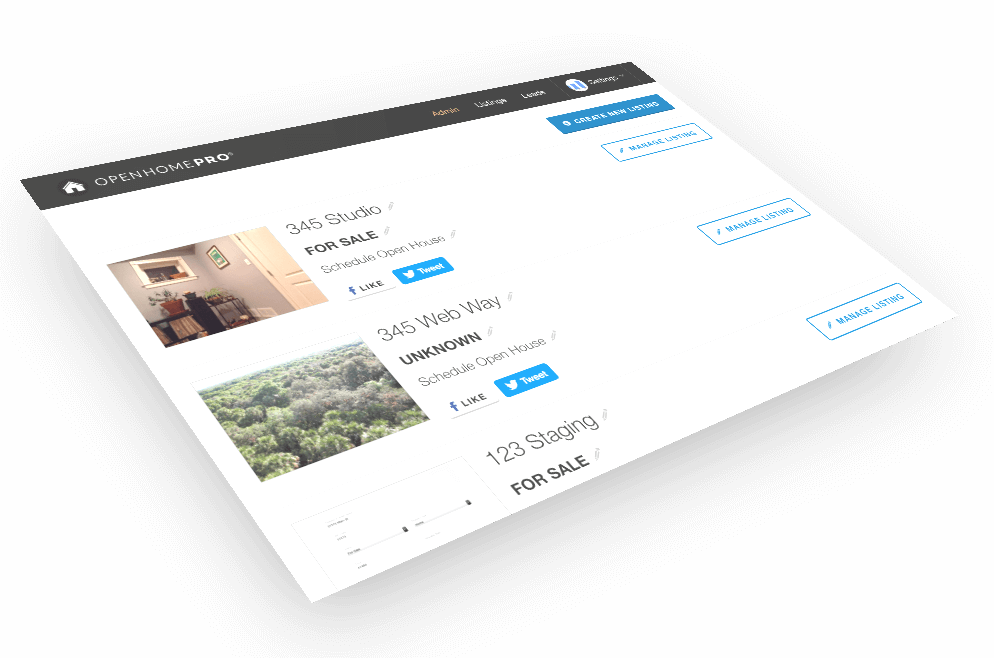 OPENHOMEPRO®
Admin Listings Leads Settings
CREATE NEW LISTING
MANAGE LISTING
345 Studio
FOR SALE
Schedule Open House
LIKE Tweet
MANAGE LISTING
345 Web Way
UNKNOWN
Schedule Open House
LIKE Tweet
MANAGE LISTING
123 Staging
FOR SALE